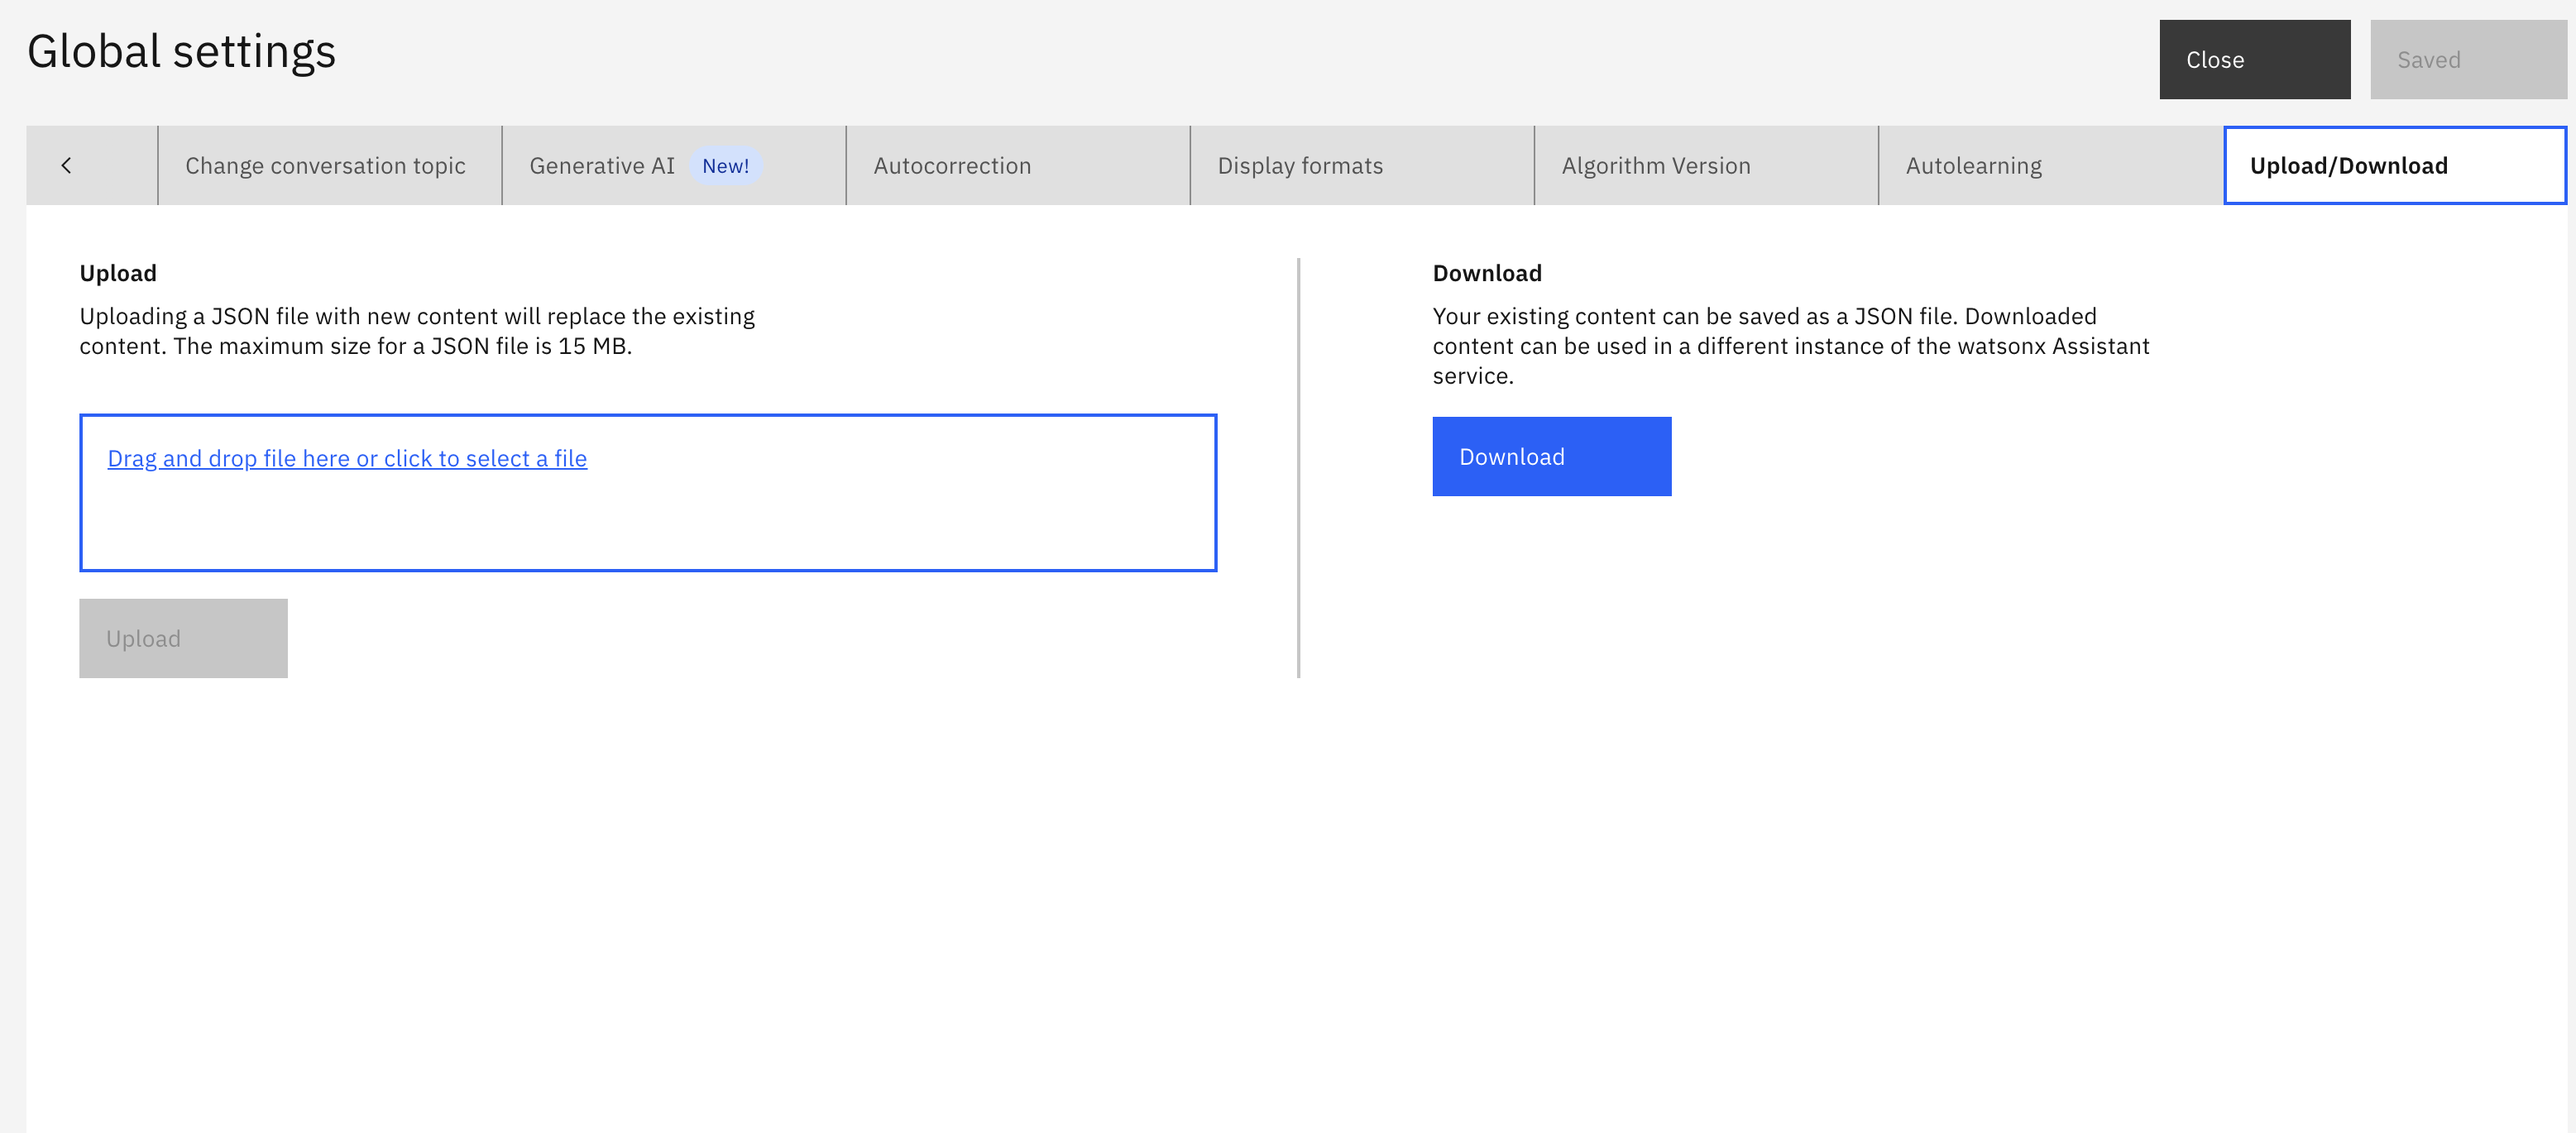 Global settings
Close
Saved
Change conversation topic
Generative AI New!
Autocorrection
Display formats
Algorithm Version
Autolearning
Upload/Download
Upload
Uploading a JSON file with new content will replace the existing
content. The maximum size for a JSON file is 15 MB.
Drag and drop file here or click to select a file
Upload
Download
Your existing content can be saved as a JSON file. Downloaded
content can be used in a different instance of the watsonx Assistant
service.
Download